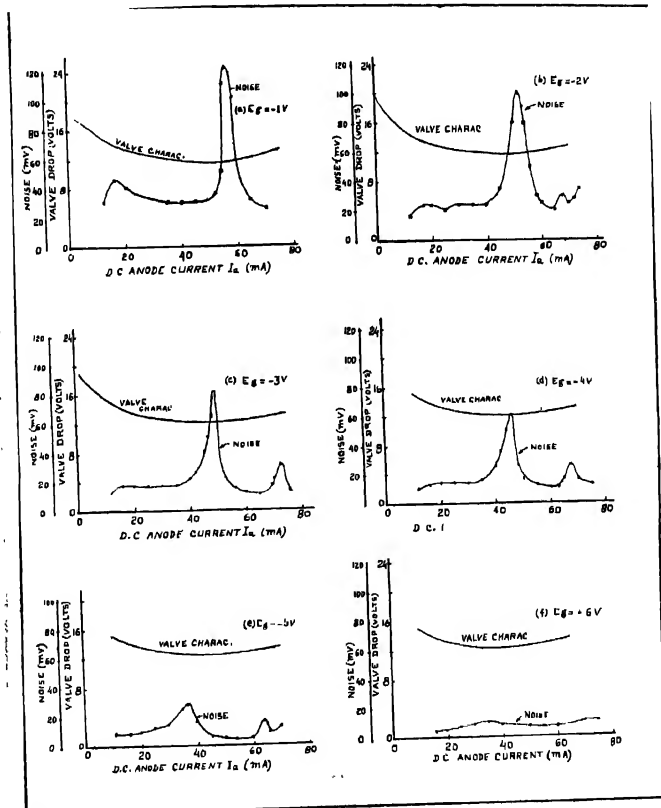 120
24
100
80
16
60
40
8
20
0
0
20
40
60
80
NOISE (mV)
VALVE DROP (VOLTS)
NOISE
(a) Eg = -1V
VALVE CHARAC.
D.C ANODE CURRENT Ia (mA)
120
24
100
80
16
60
40
8
20
0
0
20
40
60
80
NOISE (mV)
VALVE DROP (VOLTS)
(b) Eg = -2V
NOISE
VALVE CHARAC
D.C. ANODE CURRENT Ia (mA)
120
24
100
80
16
60
40
8
20
0
0
20
40
60
80
NOISE (mV)
VALVE DROP (VOLTS)
(c) Eg = -3V
VALVE
CHARAC
NOISE
D.C. ANODE CURRENT Ia (mA)
120
24
100
80
16
60
40
8
20
0
0
20
40
60
80
NOISE (mV)
VALVE DROP (VOLTS)
(d) Eg = -4V
VALVE CHARAC
NOISE
D C. I
100
80
16
60
40
8
20
0
0
20
40
60
80
NOISE (mV)
VALVE DROP (VOLTS)
(e) Eg = -5V
VALVE CHARAC.
NOISE
D.C. ANODE CURRENT Ia (mA)
120
24
100
80
16
60
40
8
20
0
0
20
40
60
80
NOISE (mV)
VALVE DROP (VOLTS)
(f) Eg = + 6 V
VALVE CHARAC
NOISE
DC ANODE CURRENT Ia (mA)